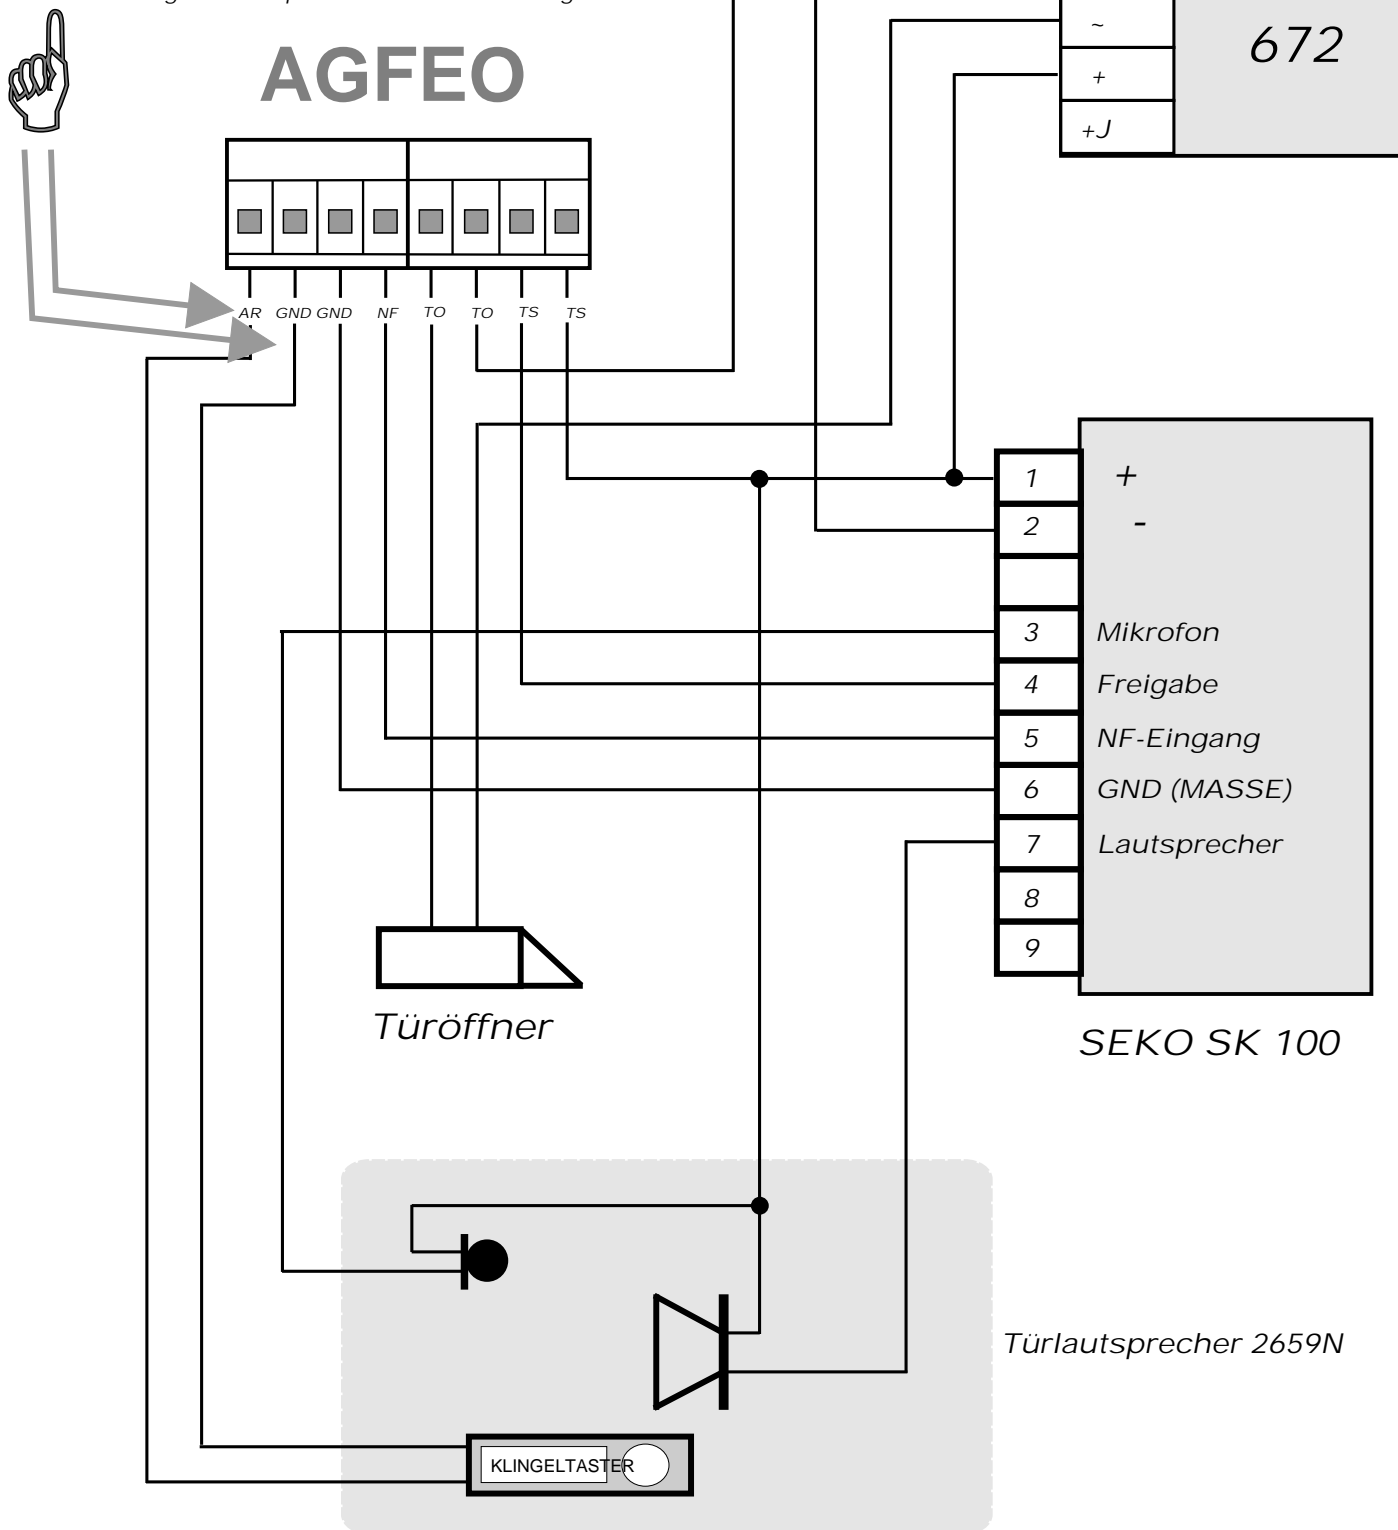 ~
672
AGFEO
+
+J
AR GND GND NF TO TO TS TS
1 +
2 -
3 Mikrofon
4 Freigabe
5 NF-Eingang
6 GND (MASSE)
7 Lautsprecher
8
9
Türöffner
SEKO SK 100
Türlautsprecher 2659N
KLINGELTASTER